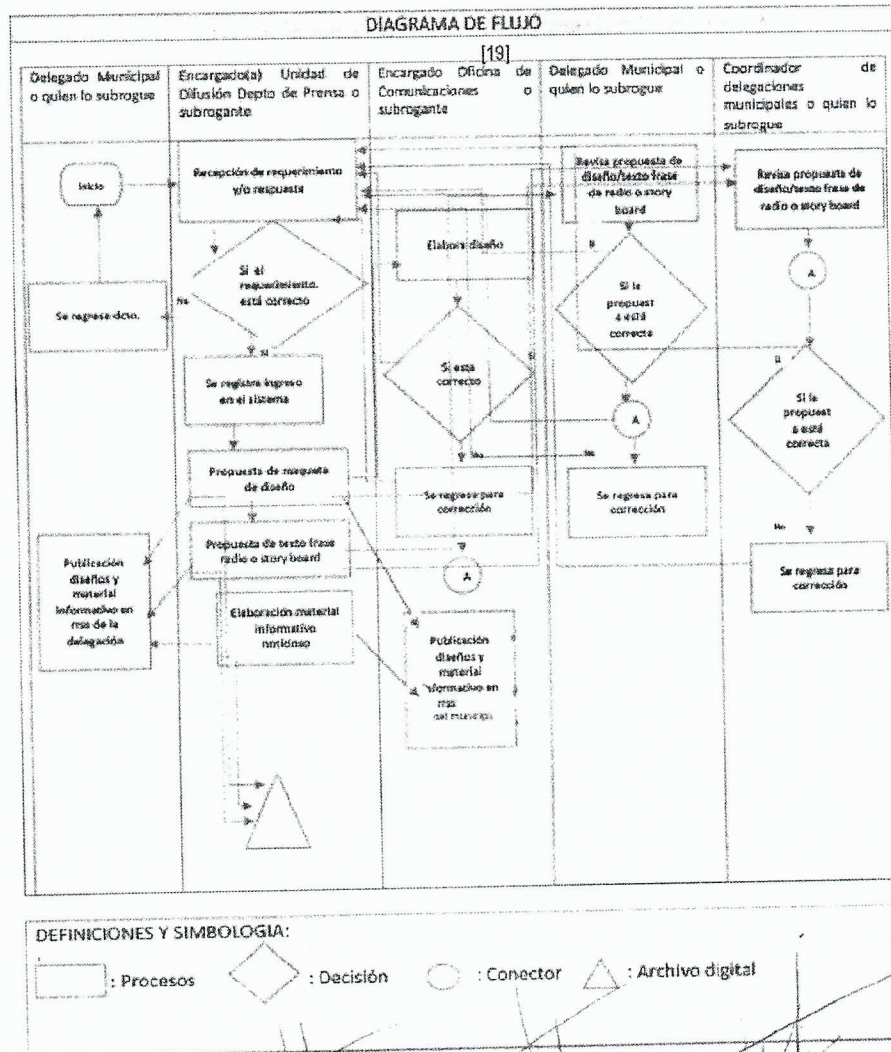 DIAGRAMA DE FLUJO
[19]
Delegado Municipal
o quien lo subrogue
Encargado(a) Unidad de
Difusión Depto de Prensa o
subrogante
Encargado Oficina de
Comunicaciones o
subrogante
Delegado Municipal o
quien lo subrogue
Coordinador de
delegaciones
municipales o quien lo
subrogue
Inicio
Recepción de requerimiento
y/o respuesta
Revisa propuesta de
diseño/texto frase
de radio o story
board
Revisa propuesta de
diseño/texto frase de
radio o story board
Elabora diseño
Si
A
Si el
requerimiento.
está correcto
No
Se regresa dcto.
Si
Si la
propuest
a está
correcta
Si
Si está
correcto
Si
Si la
propuest
a está
correcta
Se registra ingreso
en el sistema
A
No
No
Propuesta de maqueta
de diseño
Se regresa para
corrección
Se regresa para
corrección
No
Propuesta de texto frase
radio o story board
A
Se regresa para
corrección
Publicación
diseños y
material
informativo en
rrss de la
delegación
Elaboración material
informativo
noticioso
Publicación
diseños y
material
informativo en
rrss
del municipio
DEFINICIONES Y SIMBOLOGIA:
: Procesos : Decisión : Conector : Archivo digital